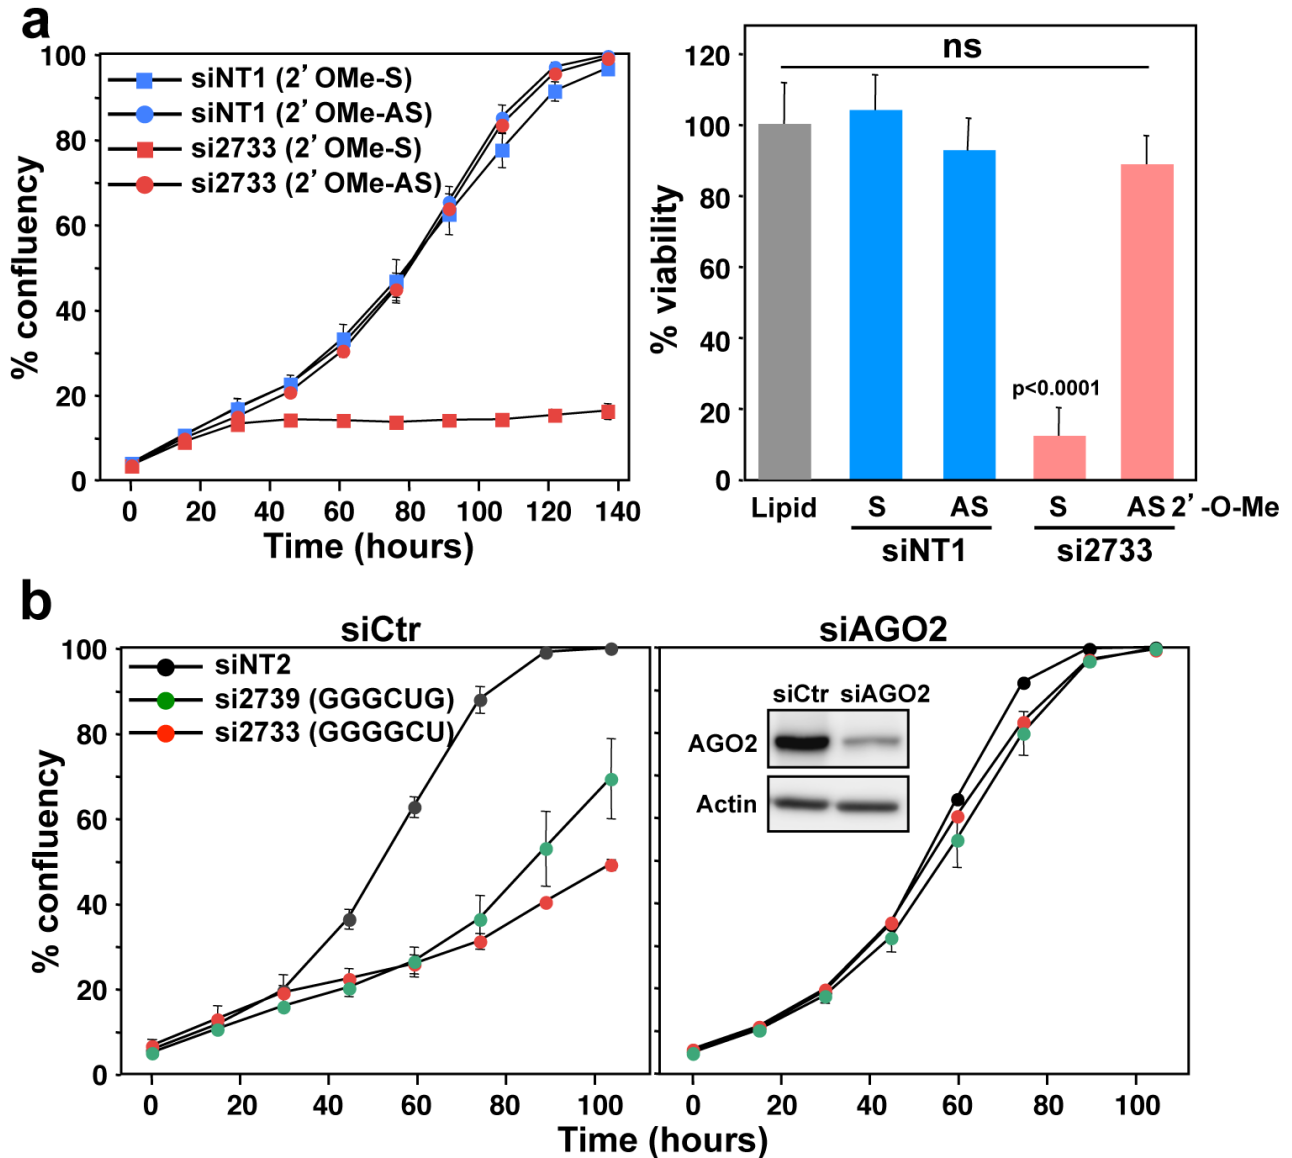 a
100
80
60
40
20
0
% confluency
siNT1 (2’ OMe-S)
siNT1 (2’ OMe-AS)
si2733 (2’ OMe-S)
si2733 (2’ OMe-AS)
0 20 40 60 80 100 120 140
Time (hours)
120
100
80
60
40
20
0
% viability
ns
p<0.0001
Lipid S AS S AS 2’-O-Me
siNT1 si2733
b
siCtr
100
80
60
40
20
0
% confluency
siNT2
si2739 (GGGCUG)
si2733 (GGGGCU)
0 20 40 60 80 100
siAGO2
siCtr siAGO2
AGO2
Actin
0 20 40 60 80 100
Time (hours)